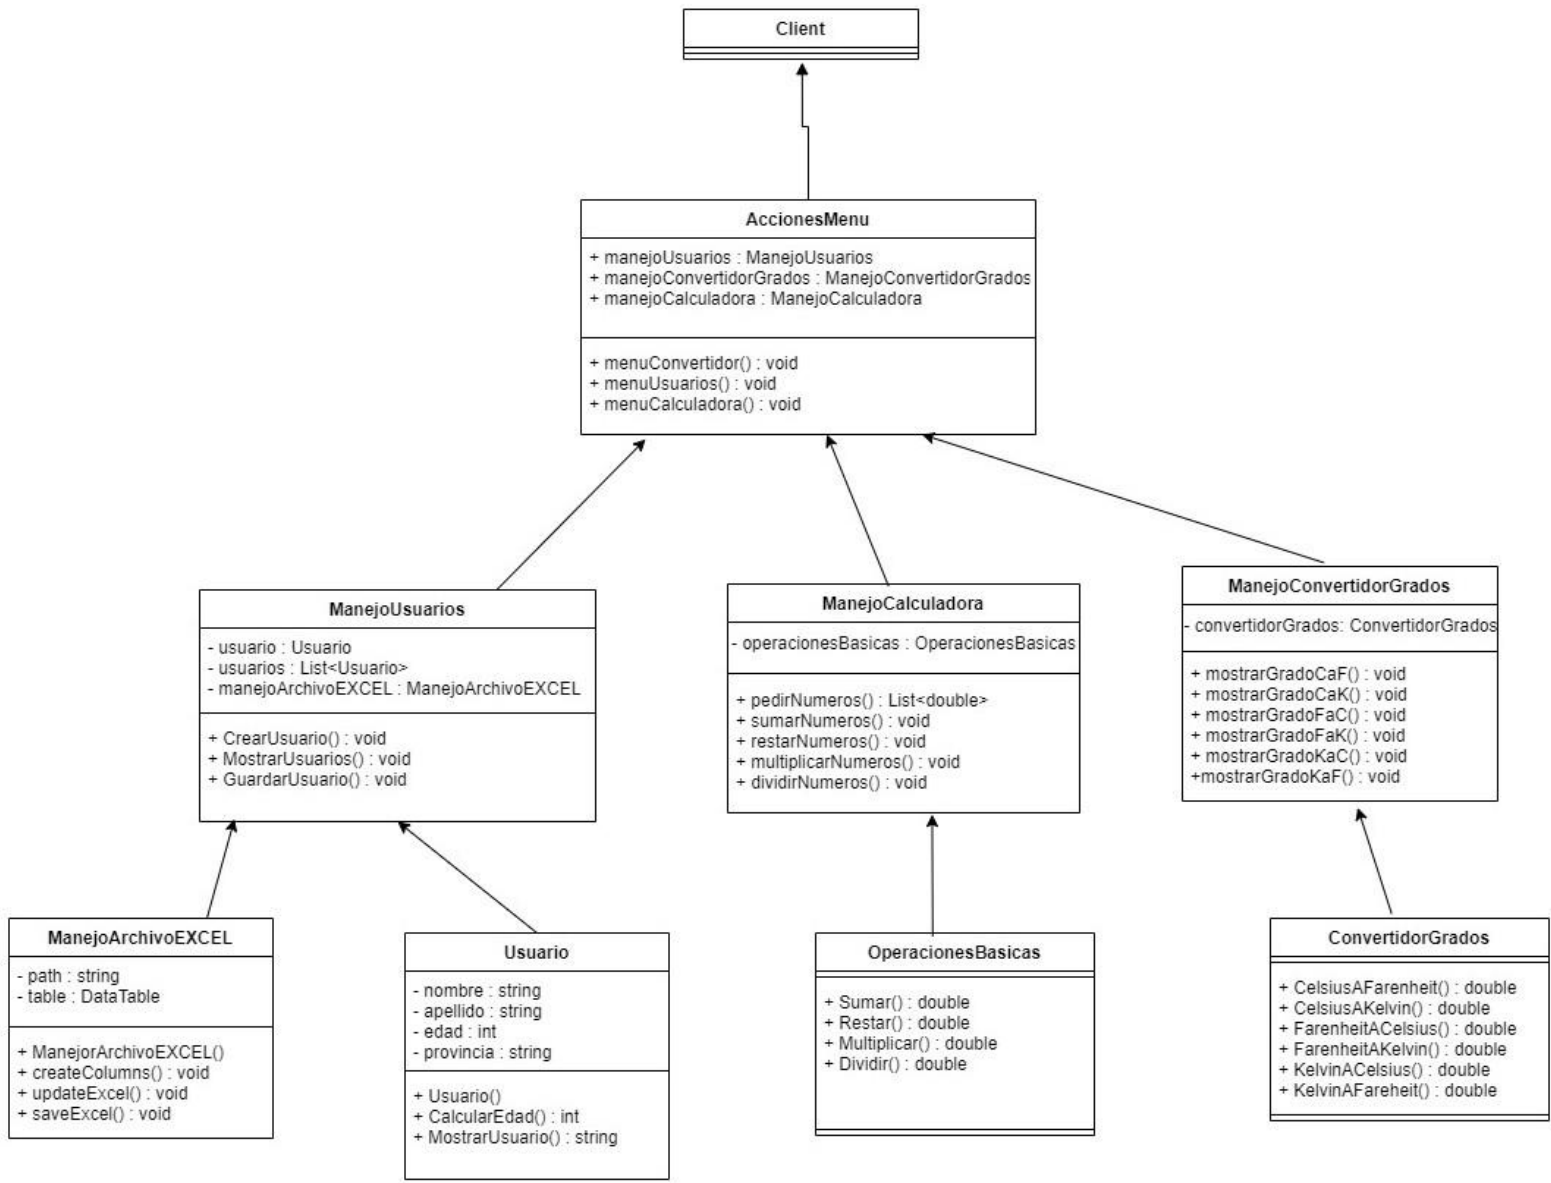 Client
AccionesMenu
+ manejoUsuarios : ManejoUsuarios
+ manejoConvertidorGrados : ManejoConvertidorGrados
+ manejoCalculadora : ManejoCalculadora
+ menuConvertidor() : void
+ menuUsuarios() : void
+ menuCalculadora() : void
ManejoUsuarios
- usuario : Usuario
- usuarios : List<Usuario>
- manejoArchivoEXCEL : ManejoArchivoEXCEL
+ CrearUsuario() : void
+ MostrarUsuarios() : void
+ GuardarUsuario() : void
ManejoCalculadora
- operacionesBasicas : OperacionesBasicas
+ pedirNumeros() : List<double>
+ sumarNumeros() : void
+ restarNumeros() : void
+ multiplicarNumeros() : void
+ dividirNumeros() : void
ManejoConvertidorGrados
- convertidorGrados: ConvertidorGrados
+ mostrarGradoCaF() : void
+ mostrarGradoCaK() : void
+ mostrarGradoFaC() : void
+ mostrarGradoFaK() : void
+ mostrarGradoKaC() : void
+mostrarGradoKaF() : void
ManejoArchivoEXCEL
- path : string
- table : DataTable
+ ManejorArchivoEXCEL()
+ createColumns() : void
+ updateExcel() : void
+ saveExcel() : void
Usuario
- nombre : string
- apellido : string
- edad : int
- provincia : string
+ Usuario()
+ CalcularEdad() : int
+ MostrarUsuario() : string
OperacionesBasicas
+ Sumar() : double
+ Restar() : double
+ Multiplicar() : double
+ Dividir() : double
ConvertidorGrados
+ CelsiusAFarenheit() : double
+ CelsiusAKelvin() : double
+ FarenheitACelsius() : double
+ FarenheitAKelvin() : double
+ KelvinACelsius() : double
+ KelvinAFareheit() : double